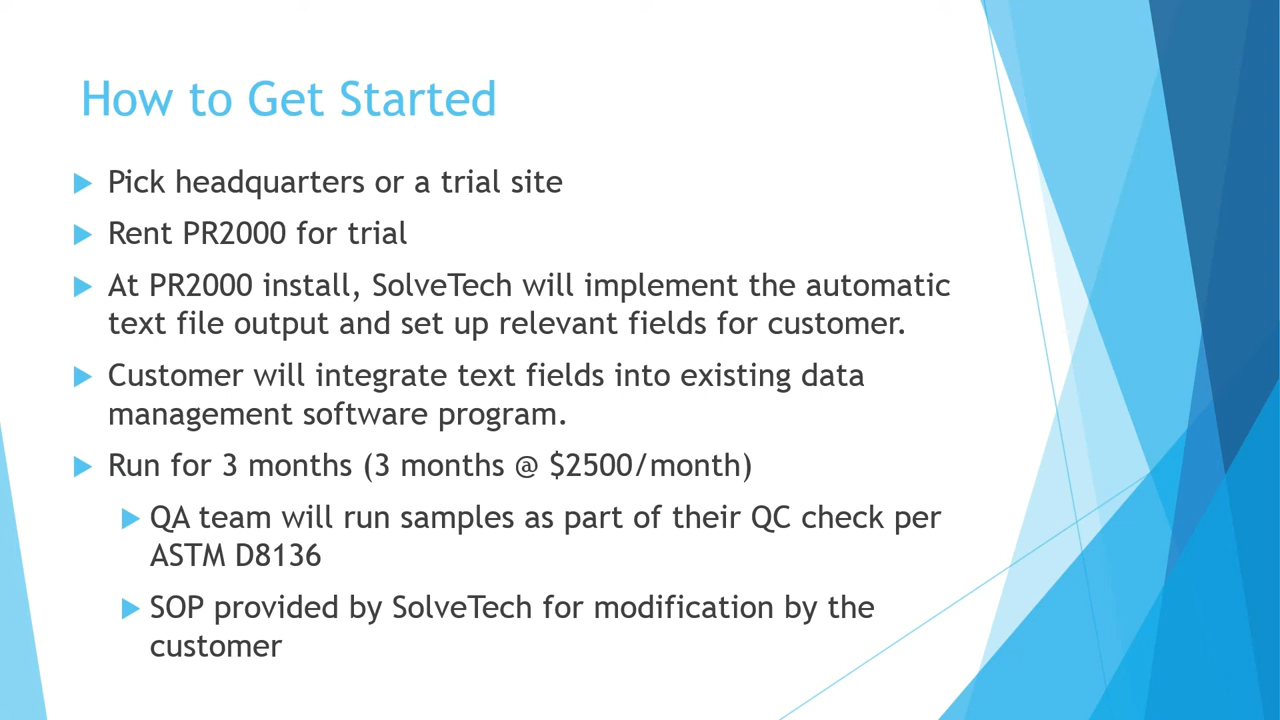 How to Get Started
Pick headquarters or a trial site
Rent PR2000 for trial
At PR2000 install, SolveTech will implement the automatic
text file output and set up relevant fields for customer.
Customer will integrate text fields into existing data
management software program.
Run for 3 months (3 months @ $2500/month)
QA team will run samples as part of their QC check per
ASTM D8136
SOP provided by SolveTech for modification by the
customer